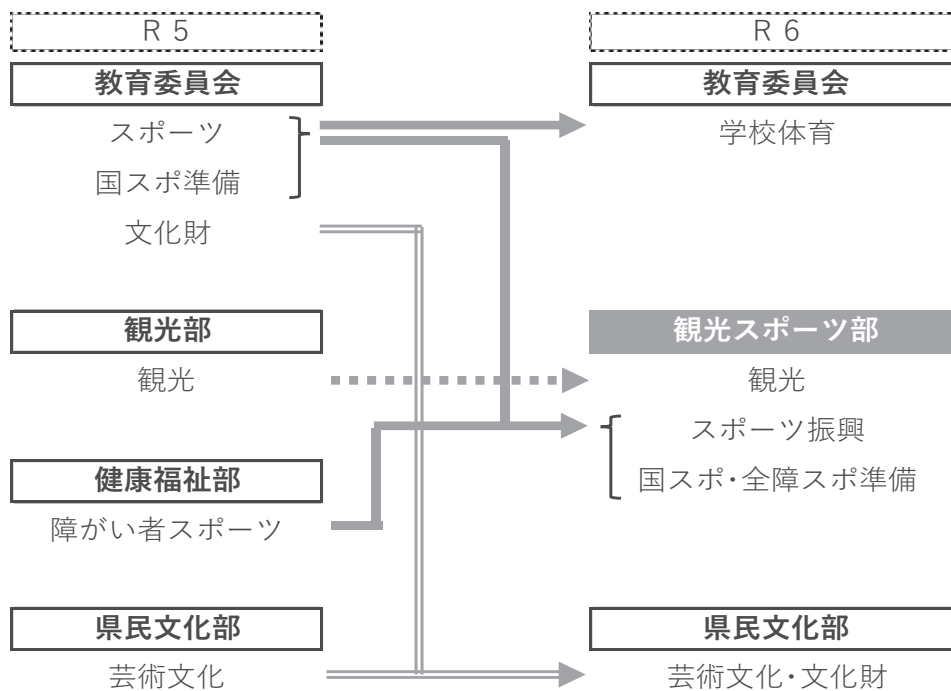 R 5
R 6
教育委員会
教育委員会
スポーツ
学校体育
国スポ準備
文化財
観光部
観光スポーツ部
観光
観光
スポーツ振興
健康福祉部
国スポ・全障スポ準備
障がい者スポーツ
県民文化部
県民文化部
芸術文化
芸術文化・文化財